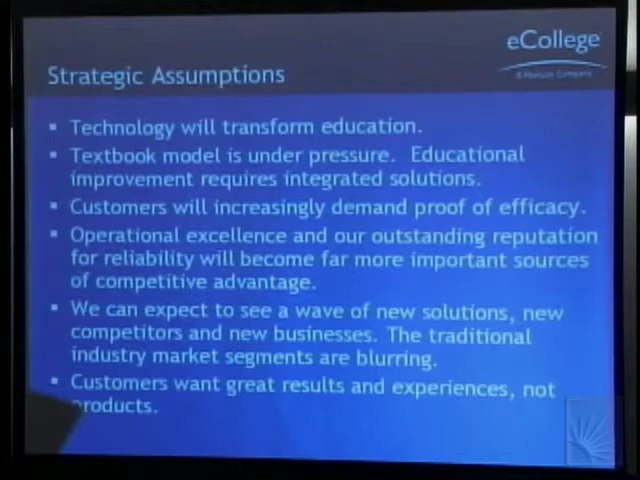 eCollege
A Pearson Company
Strategic Assumptions
▪ Technology will transform education.
▪ Textbook model is under pressure. Educational
improvement requires integrated solutions.
▪ Customers will increasingly demand proof of efficacy.
▪ Operational excellence and our outstanding reputation
for reliability will become far more important sources
of competitive advantage.
▪ We can expect to see a wave of new solutions, new
competitors and new businesses. The traditional
industry market segments are blurring.
▪ Customers want great results and experiences, not
products.